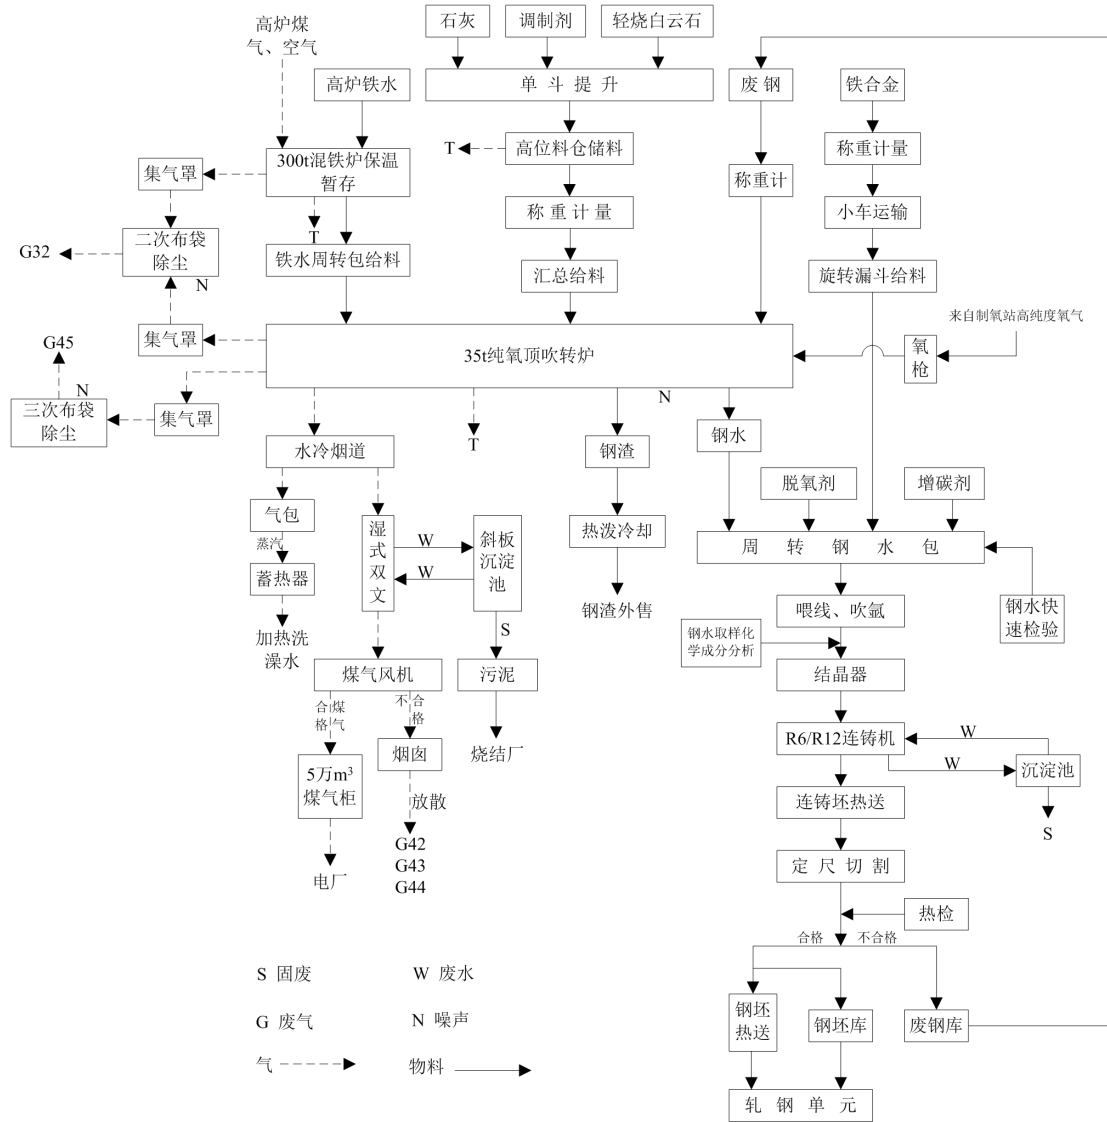 高炉煤
气、空气
石灰
调制剂
轻烧白云石
高炉铁水
单斗提升
废钢
铁合金
T
高位料仓储料
称重计量
集气罩
300t混铁炉保温
暂存
称重计
称重计量
小车运输
G32
二次布袋
除尘
N
T
铁水周转包给料
汇总给料
旋转漏斗给料
来自制氧站高纯度氧气
集气罩
G45
35t纯氧顶吹转炉
氧
枪
N
三次布袋
除尘
集气罩
N
T
水冷烟道
钢渣
钢水
脱氧剂
增碳剂
气包
蒸汽
湿
式
双
文
W
W
斜板
沉淀
池
热泼冷却
周转钢水包
蓄热器
加热洗
澡水
S
钢渣外售
喂线、吹氩
钢水快
速检验
钢水取样化
学成分分析
煤气风机
污泥
结晶器
合格
煤气
不合格
烟囱
烧结厂
R6/R12连铸机
W
W
沉淀池
S
5万m³
煤气柜
放散
连铸坯热送
G42
G43
G44
电厂
定尺切割
热检
合格
不合格
S 固废
W 废水
G 废气
N 噪声
气
物料
钢坯
热送
钢坯库
废钢库
轧钢单元